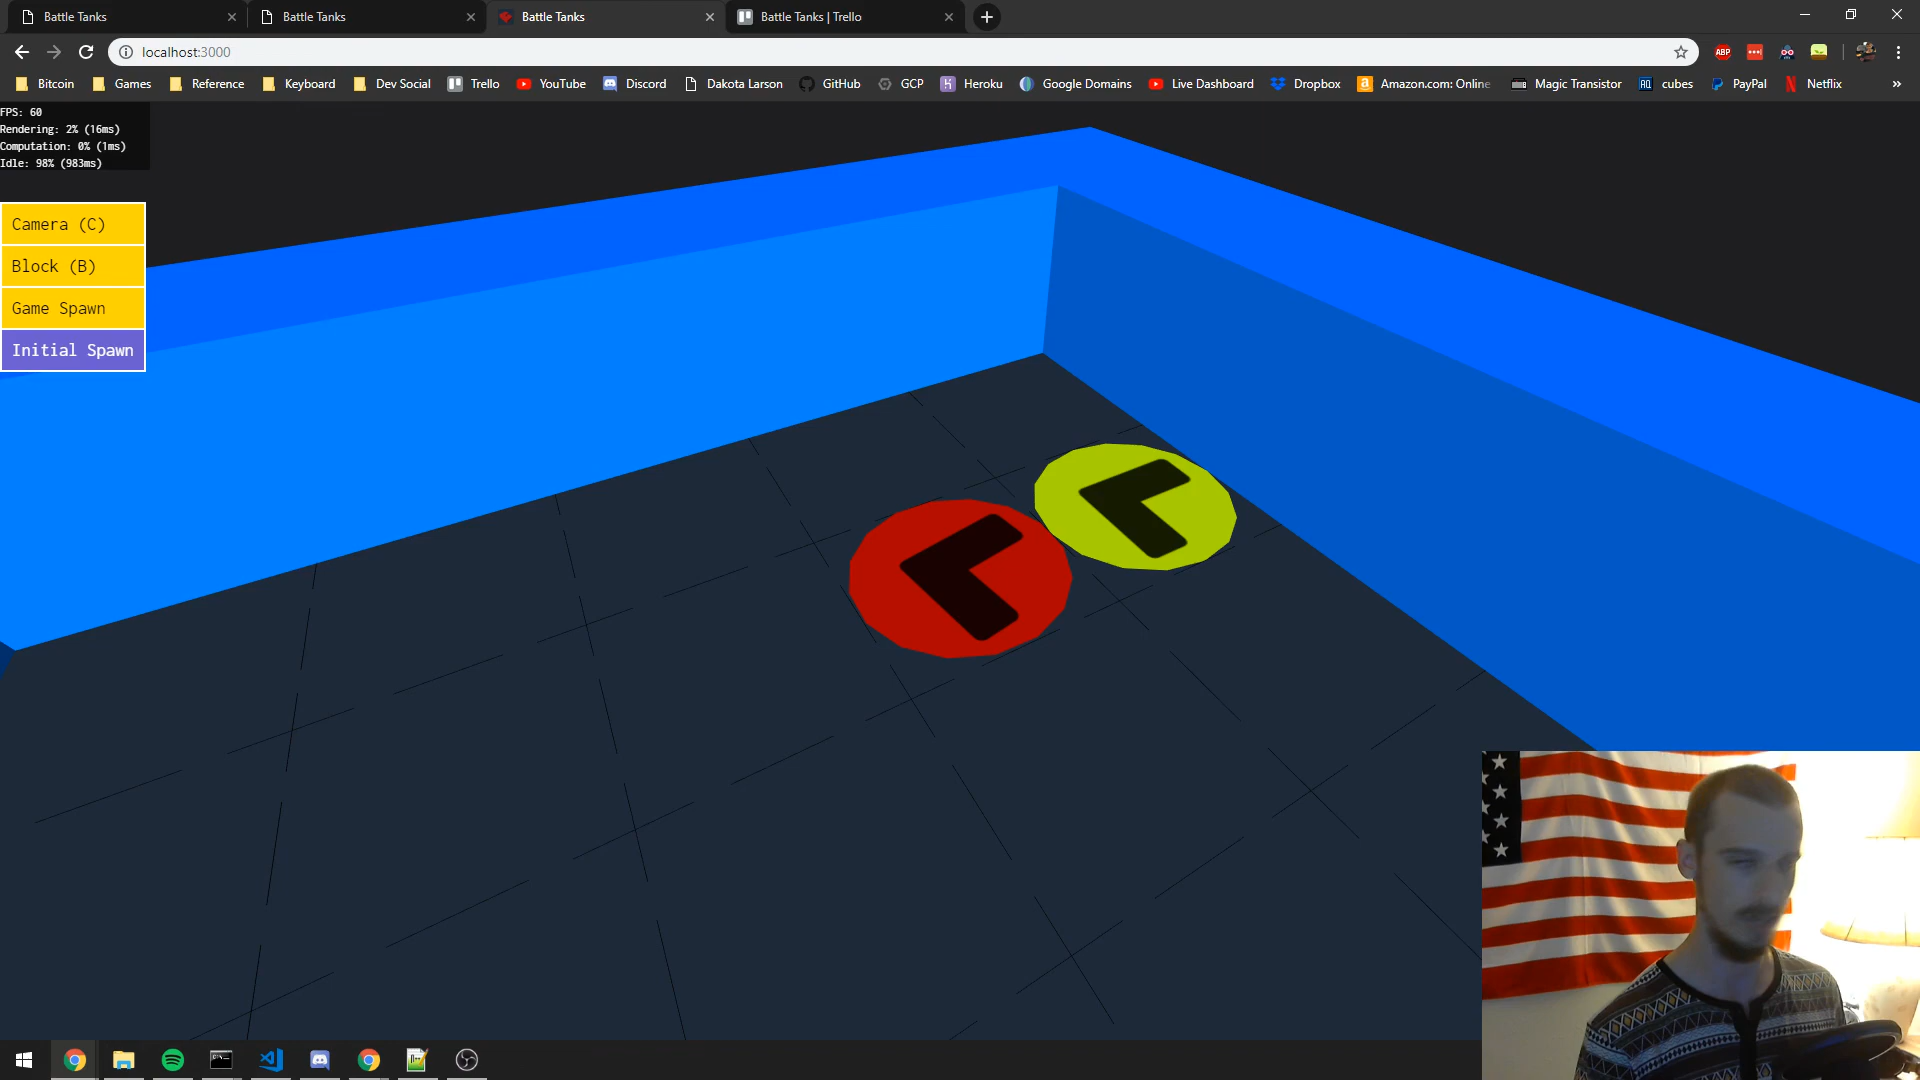 Battle Tanks
Battle Tanks
Battle Tanks
Battle Tanks | Trello
localhost:3000
ABP
Bitcoin
Games
Reference
Keyboard
Dev Social
Trello
YouTube
Discord
Dakota Larson
GitHub
GCP
Heroku
Google Domains
Live Dashboard
Dropbox
Amazon.com: Online
Magic Transistor
AQ
cubes
PayPal
Netflix
FPS: 60
Rendering: 2% (16ms)
Computation: 0% (1ms)
Idle: 98% (983ms)
Camera (C)
Block (B)
Game Spawn
Initial Spawn